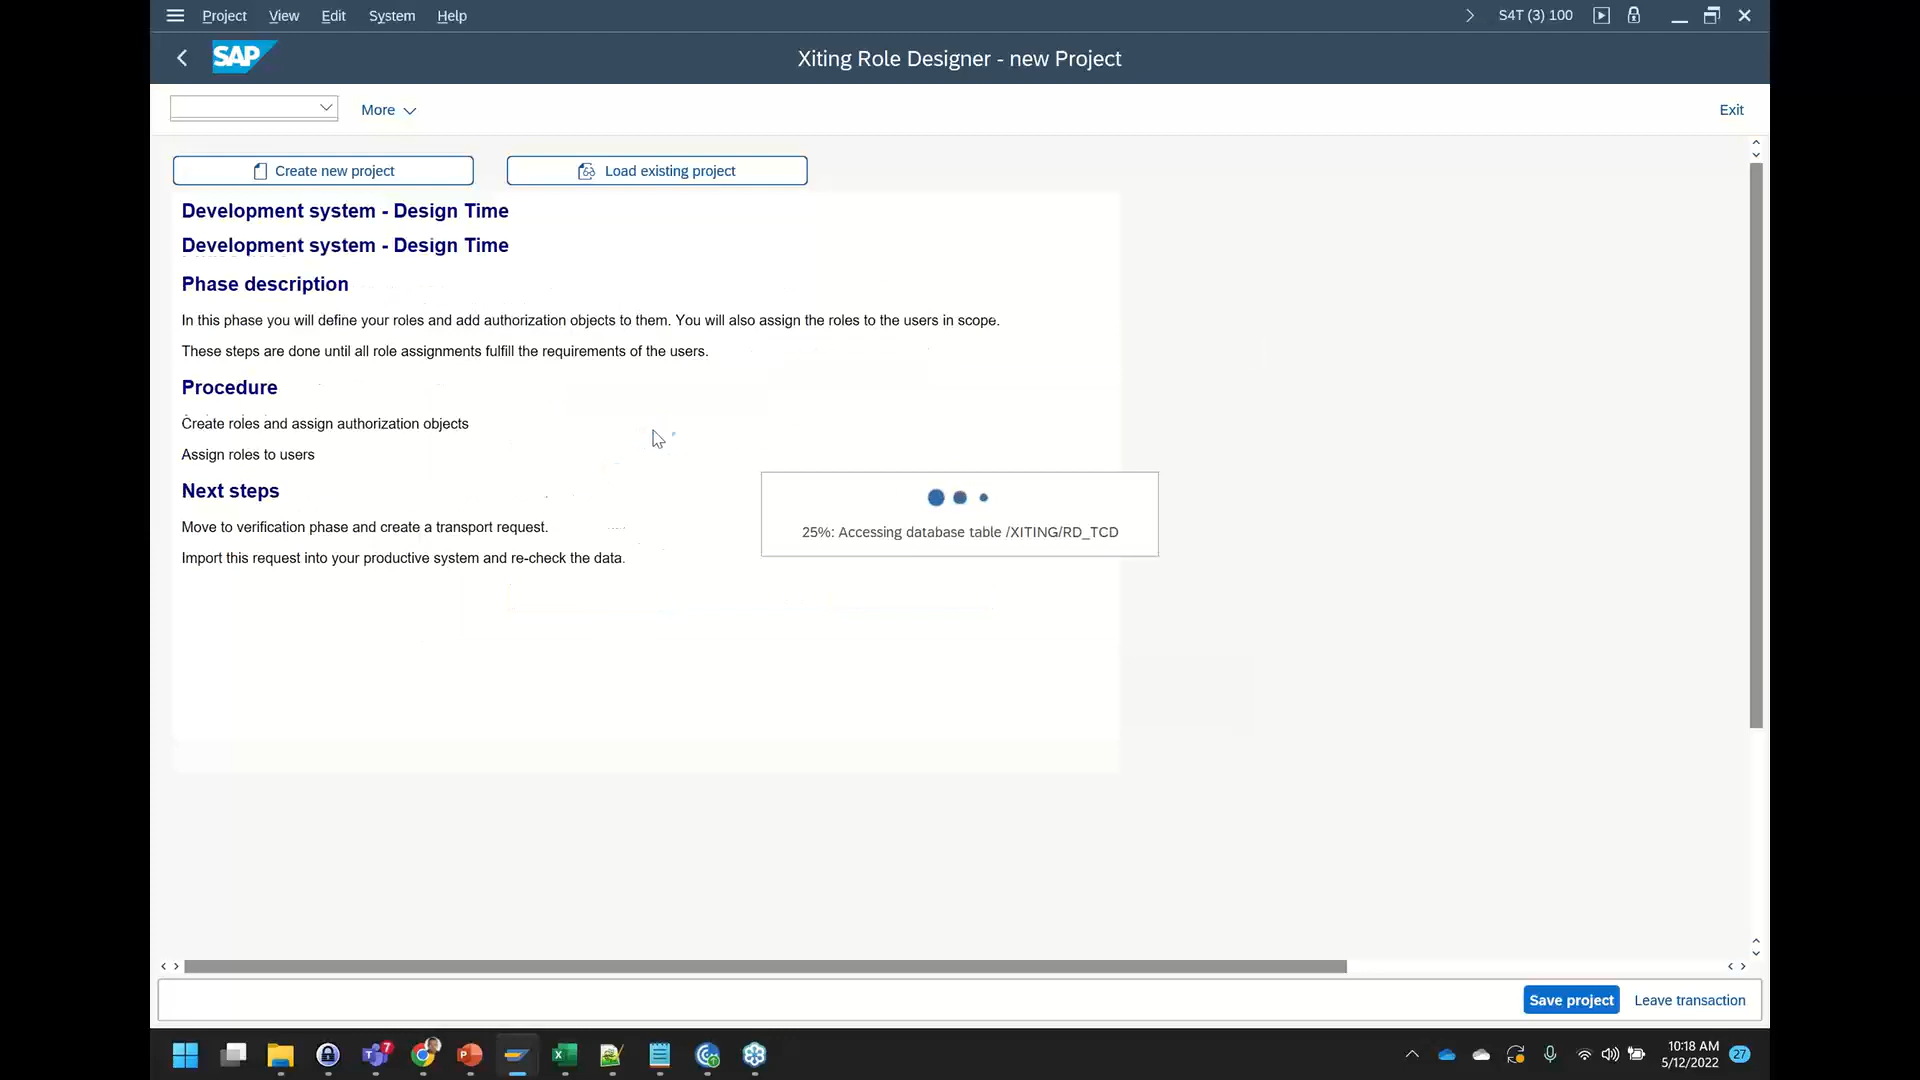 Project View Edit System Help
S4T (3) 100
SAP
Xiting Role Designer - new Project
More
Exit
Create new project
Load existing project
Development system - Design Time
Development system - Design Time
Phase description
In this phase you will define your roles and add authorization objects to them. You will also assign the roles to the users in scope.
These steps are done until all role assignments fulfill the requirements of the users.
Procedure
Create roles and assign authorization objects
Assign roles to users
25%: Accessing database table /XITING/RD_TCD
Next steps
Move to verification phase and create a transport request.
Import this request into your productive system and re-check the data.
Save project
Leave transaction
7
10:18 AM
5/12/2022
27